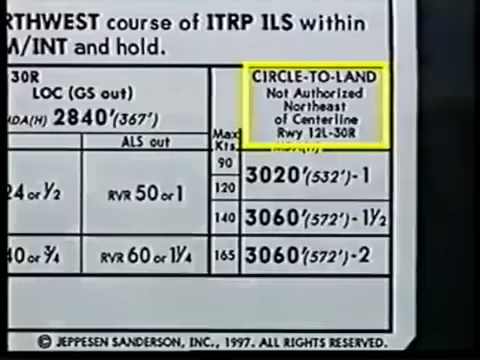 RTHWEST course of ITRP ILS within
M/INT and hold.
30R
LOC (GS out)
MDA(H) 2840'(367')
ALS out
Max Kts.
CIRCLE-TO-LAND
Not Authorized
Northeast
of Centerline
Rwy 12L-30R
24 or 1/2
RVR 50 or 1
90
120
3020'(532')-1
140
3060'(572')-1 1/2
40 or 3/4
RVR 60 or 1 1/4
165
3060'(572')-2
© JEPPESEN SANDERSON, INC., 1997. ALL RIGHTS RESERVED.